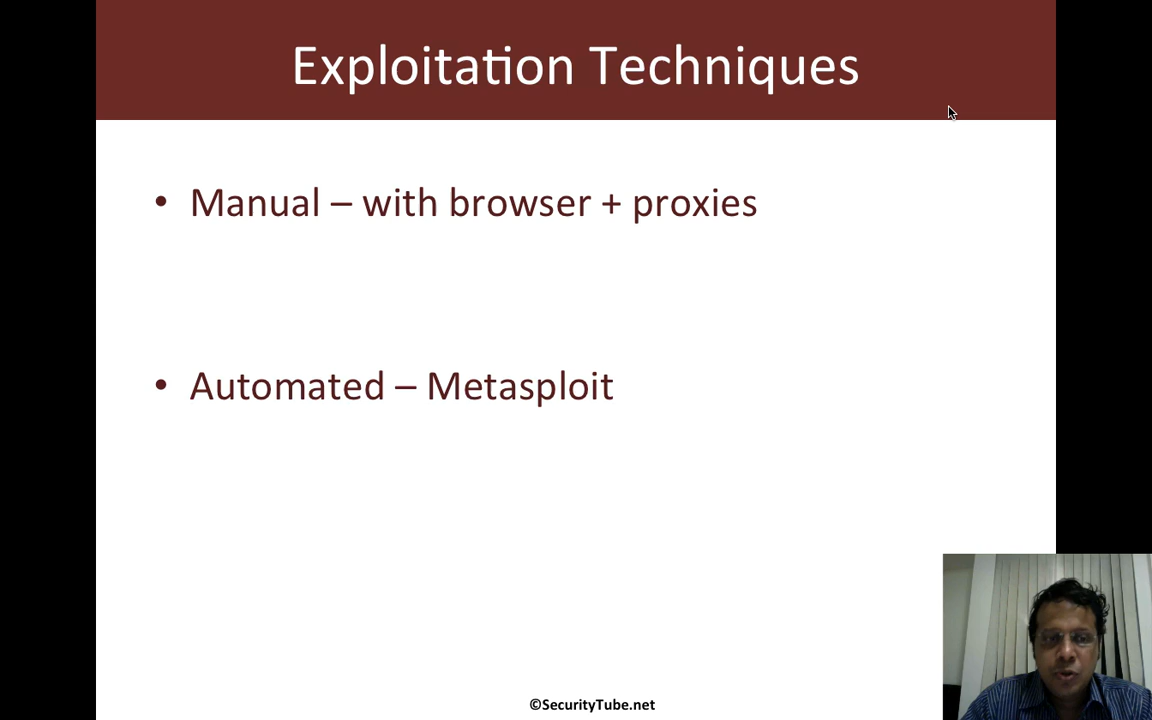 Exploitation Techniques
• Manual – with browser + proxies
• Automated – Metasploit
©SecurityTube.net